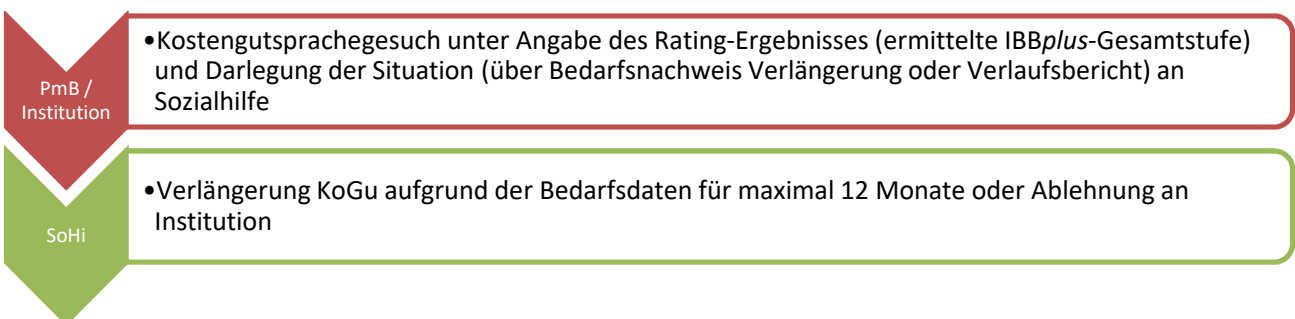 PmB /
Institution
•Kostengutsprachegesuch unter Angabe des Rating-Ergebnisses (ermittelte IBBplus-Gesamtstufe)
und Darlegung der Situation (über Bedarfsnachweis Verlängerung oder Verlaufsbericht) an
Sozialhilfe
SoHi
•Verlängerung KoGu aufgrund der Bedarfsdaten für maximal 12 Monate oder Ablehnung an
Institution